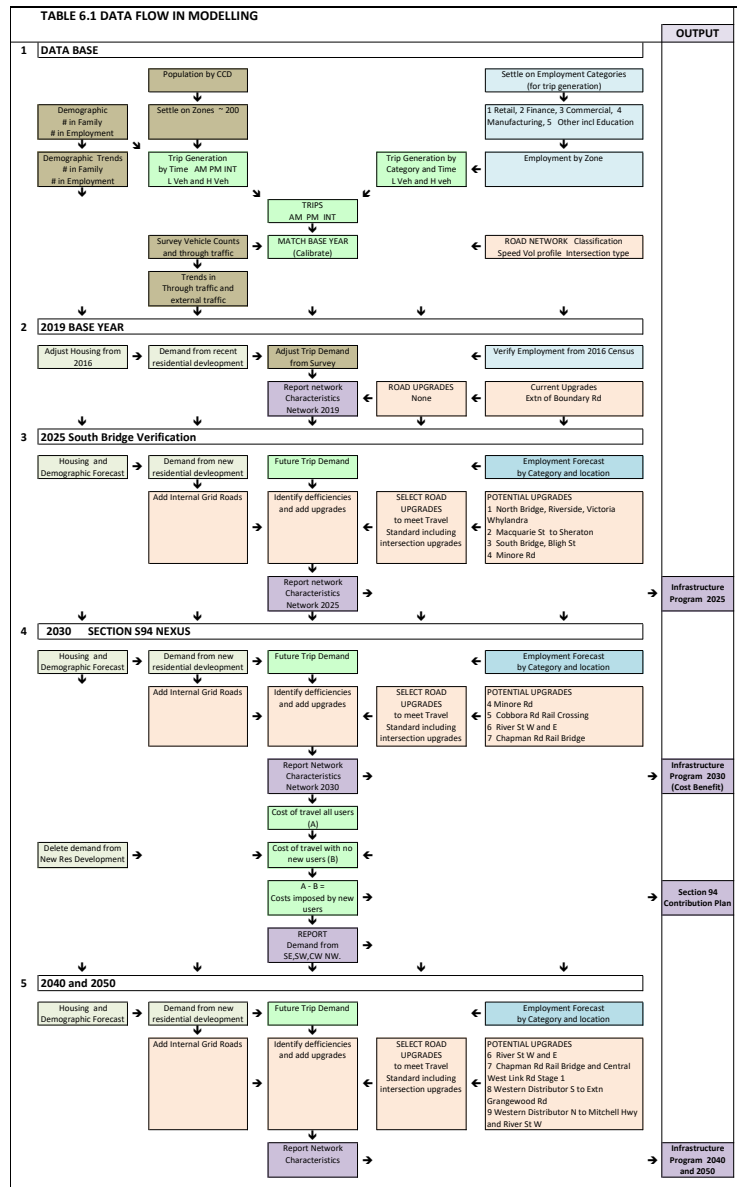 TABLE 6.1 DATA FLOW IN MODELLING
OUTPUT
1 DATA BASE
Population by CCD
Settle on Employment Categories
(for trip generation)
Demographic
# in Family
# in Employment
Settle on Zones ~ 200
1 Retail, 2 Finance, 3 Commercial, 4
Manufacturing, 5 Other incl Education
Demographic Trends
# in Family
# in Employment
Trip Generation
by Time AM PM INT
L Veh and H Veh
Trip Generation by
Category and Time
L Veh and H veh
Employment by Zone
TRIPS
AM PM INT
Survey Vehicle Counts
and through traffic
MATCH BASE YEAR
(Calibrate)
ROAD NETWORK Classification
Speed Vol profile Intersection type
Trends in
Through traffic and
external traffic
2 2019 BASE YEAR
Adjust Housing from
2016
Demand from recent
residential devleopment
Adjust Trip Demand
from Survey
Verify Employment from 2016 Census
Report network
Characteristics
Network 2019
ROAD UPGRADES
None
Current Upgrades
Extn of Boundary Rd
3 2025 South Bridge Verification
Housing and
Demographic Forecast
Demand from new
residential devleopment
Future Trip Demand
Employment Forecast
by Category and location
Add Internal Grid Roads
Identify defficiencies
and add upgrades
SELECT ROAD
UPGRADES
to meet Travel
Standard including
intersection upgrades
POTENTIAL UPGRADES
1 North Bridge, Riverside, Victoria
Whylandra
2 Macquarie St to Sheraton
3 South Bridge, Bligh St
4 Minore Rd
Report network
Characteristics
Network 2025
Infrastructure
Program 2025
4 2030 SECTION S94 NEXUS
Housing and
Demographic Forecast
Demand from new
residential devleopment
Future Trip Demand
Employment Forecast
by Category and location
Add Internal Grid Roads
Identify defficiencies
and add upgrades
SELECT ROAD
UPGRADES
to meet Travel
Standard including
intersection upgrades
POTENTIAL UPGRADES
4 Minore Rd
5 Cobbora Rd Rail Crossing
6 River St W and E
7 Chapman Rd Rail Bridge
Report Network
Characteristics
Network 2030
Infrastructure
Program 2030
(Cost Benefit)
Cost of travel all users
(A)
Delete demand from
New Res Development
Cost of travel with no
new users (B)
A - B =
Costs imposed by new
users
Section 94
Contribution Plan
REPORT
Demand from
SE,SW,CW NW.
5 2040 and 2050
Housing and
Demographic Forecast
Demand from new
residential devleopment
Future Trip Demand
Employment Forecast
by Category and location
Add Internal Grid Roads
Identify defficiencies
and add upgrades
SELECT ROAD
UPGRADES
to meet Travel
Standard including
intersection upgrades
POTENTIAL UPGRADES
6 River St W and E
7 Chapman Rd Rail Bridge and Central
West Link Rd Stage 1
8 Western Distributor S to Extn
Grangewood Rd
9 Western Distributor N to Mitchell Hwy
and River St W
Report Network
Characteristics
Infrastructure
Program 2040
and 2050